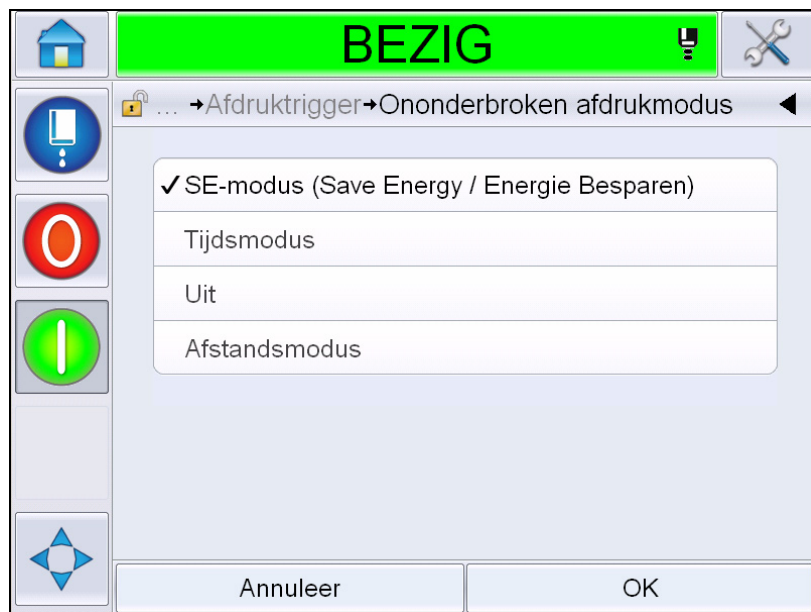 BEZIG
... →Afdruktrigger→Ononderbroken afdrukmodus
✓SE-modus (Save Energy / Energie Besparen)
Tijdsmodus
Uit
Afstandsmodus
Annuleer
OK